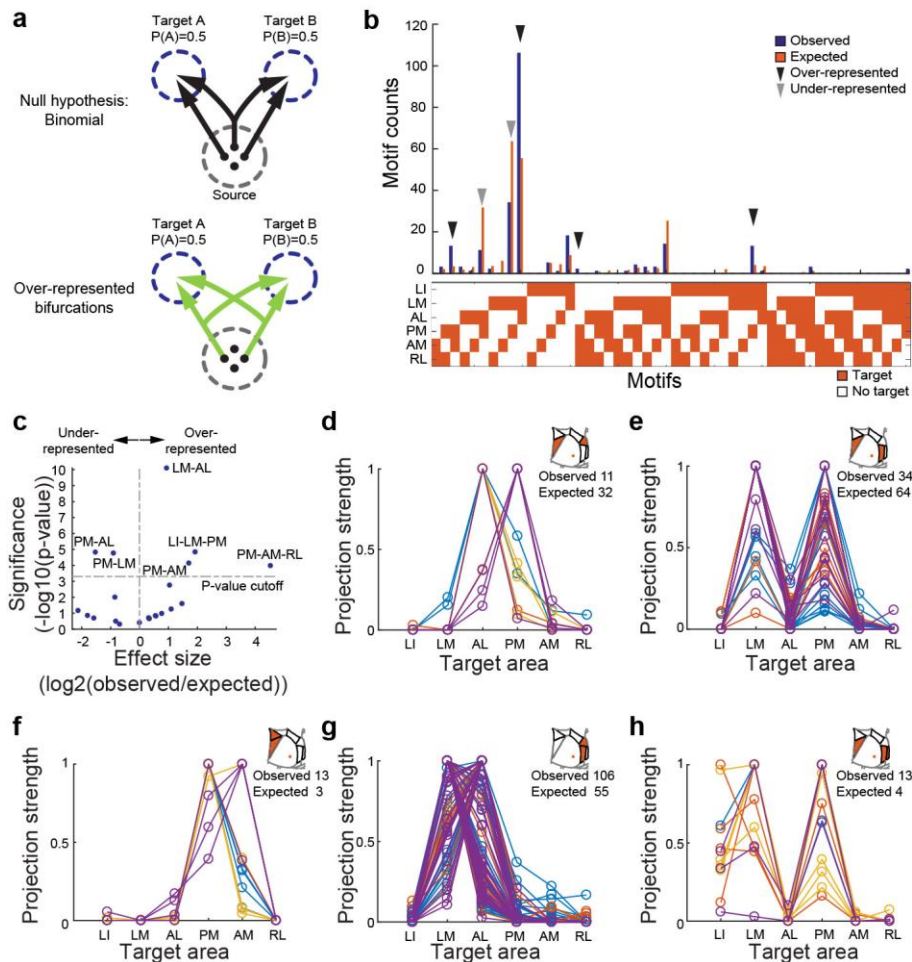 a
Target A
P(A)=0.5
Target B
P(B)=0.5
Null hypothesis:
Binomial
Source
Target A
P(A)=0.5
Target B
P(B)=0.5
Over-represented
bifurcations
b
120
100
80
60
40
20
0
Motif counts
Observed
Expected
Over-represented
Under-represented
LI
LM
AL
PM
AM
RL
Motifs
Target
No target
c
Under-
represented
Over-
represented
10
9
8
7
6
5
4
3
2
1
0
Significance
(-log10(p-value))
LM-AL
PM-AL
LI-LM-PM
PM-AM-RL
PM-LM
PM-AM
P-value cutoff
-2 -1 0 1 2 3 4 5
Effect size
(log2(observed/expected))
d
Observed 11
Expected 32
1
0.5
0
Projection strength
LI LM AL PM AM RL
Target area
e
Observed 34
Expected 64
1
0.5
0
Projection strength
LI LM AL PM AM RL
Target area
f
Observed 13
Expected 3
1
0.5
0
Projection strength
LI LM AL PM AM RL
Target area
g
Observed 106
Expected 55
1
0.5
0
Projection strength
LI LM AL PM AM RL
Target area
h
Observed 13
Expected 4
1
0.5
0
Projection strength
LI LM AL PM AM RL
Target area